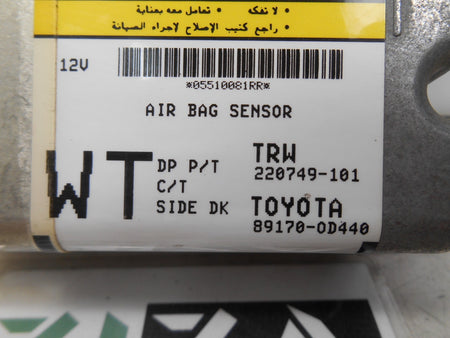 • لا تفكه • تعامل معه بعناية
• راجع كتيب الإصلاح لاجراء الصيانة
12V
*05510081RR*
AIR BAG SENSOR
WT
DP P/T TRW
C/T 220749-101
SIDE DK TOYOTA
89170-0D440